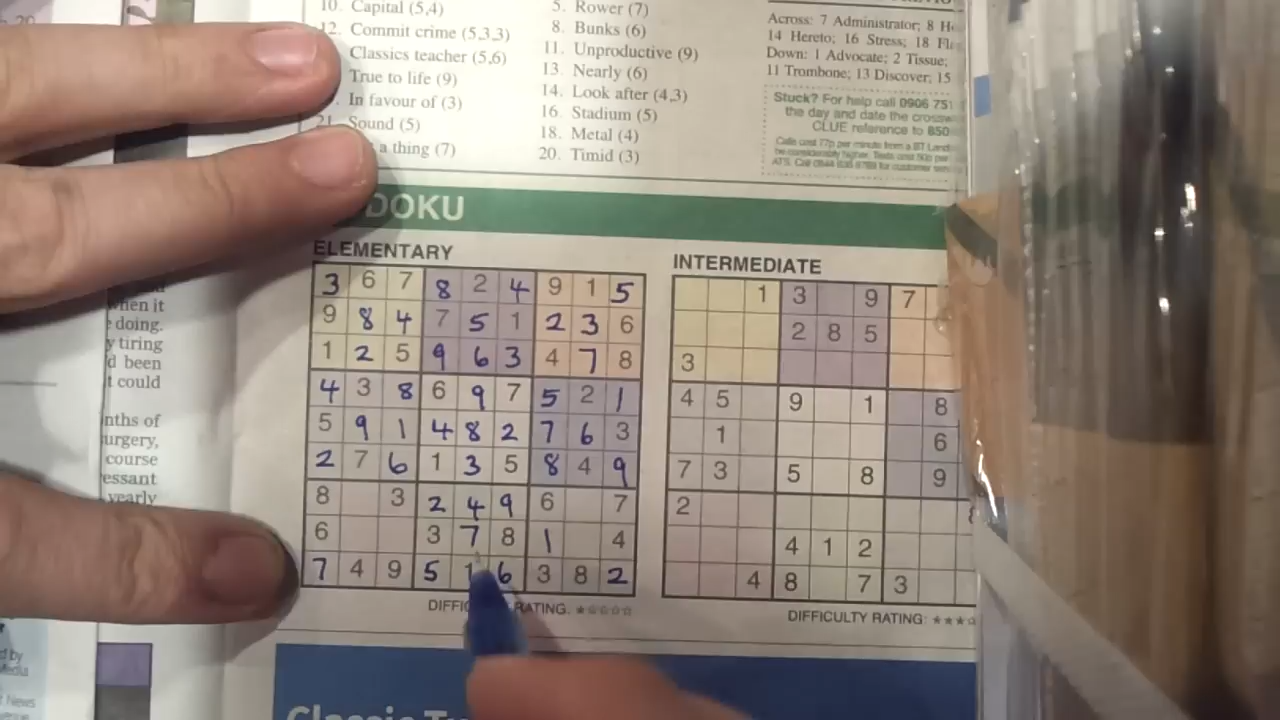 10. Capital (5,4)
12. Commit crime (5,3,3)
Classics teacher (5,6)
True to life (9)
In favour of (3)
21. Sound (5)
a thing (7)
5. Rower (7)
8. Bunks (6)
11. Unproductive (9)
13. Nearly (6)
14. Look after (4,3)
16. Stadium (5)
18. Metal (4)
20. Timid (3)
Across: 7 Administrator; 8
14 Hereto; 16 Stress; 18
Down: 1 Advocate; 2 Tissue;
11 Trombone; 13 Discover; 15
Stuck? For help call 0906 751
the day and date the
CLUE reference to 850
when it
doing.
y tiring
'd been
t could
nths of
urgery,
course
essant
yearly
DOKU
ELEMENTARY
3 6 7 8 2 4 9 1 5
9 8 4 7 5 1 2 3 6
1 2 5 9 6 3 4 7 8
4 3 8 6 9 7 5 2 1
5 9 1 4 8 2 7 6 3
2 7 6 1 3 5 8 4 9
8 3 2 4 9 6 7
6 3 7 8 1 4
7 4 9 5 1 6 3 8 2
RATING: ★☆☆☆☆
INTERMEDIATE
1 3 9 7
2 8 5
3
4 5 9 1 8
1 6
7 3 5 8 9
2 8
4 1 2
4 8 7 3
DIFFICULTY RATING: ★★★
Classic